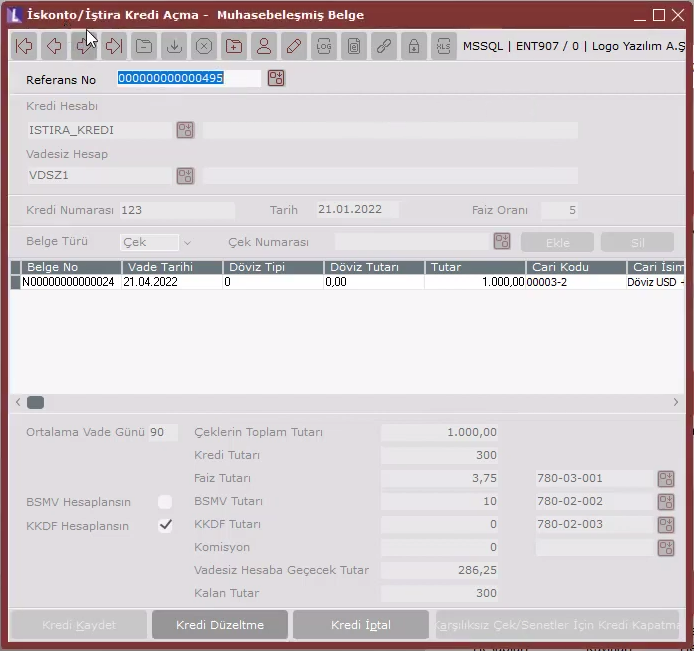 İskonto/İştira Kredi Açma - Muhasebeleşmiş Belge
LOG XLS MSSQL | ENT907 / 0 | Logo Yazılım A.Ş
Referans No 000000000000495
Kredi Hesabı
ISTIRA_KREDI
Vadesiz Hesap
VDSZ1
Kredi Numarası 123 Tarih 21.01.2022 Faiz Oranı 5
Belge Türü Çek Çek Numarası Ekle Sil
Belge No Vade Tarihi Döviz Tipi Döviz Tutarı Tutar Cari Kodu Cari İsim
N00000000000024 21.04.2022 0 0,00 1.000,00 00003-2 Döviz USD -
Ortalama Vade Günü 90 Çeklerin Toplam Tutarı 1.000,00
Kredi Tutarı 300
Faiz Tutarı 3,75 780-03-001
BSMV Hesaplansın BSMV Tutarı 10 780-02-002
KKDF Hesaplansın KKDF Tutarı 0 780-02-003
Komisyon 0
Vadesiz Hesaba Geçecek Tutar 286,25
Kalan Tutar 300
Kredi Kaydet Kredi Düzeltme Kredi İptal Karşılıksız Çek/Senetler İçin Kredi Kapatma